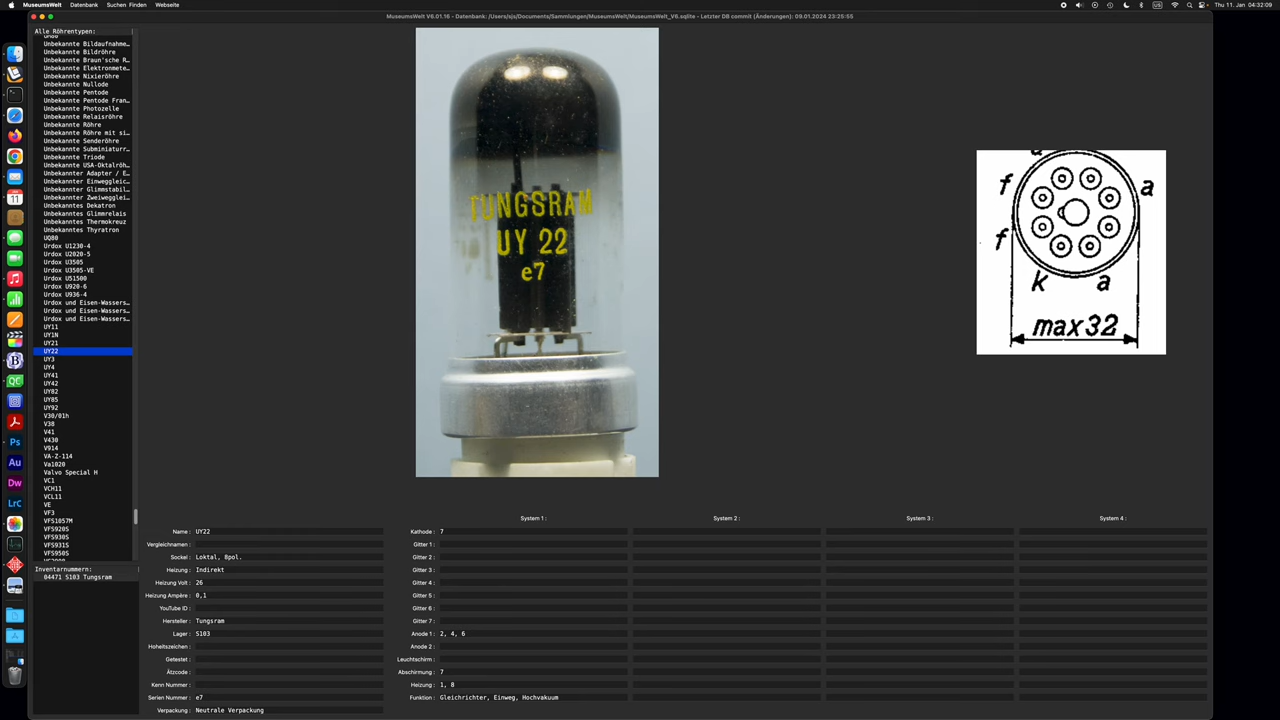 MuseumsWelt Datenbank Suchen Finden Webseite
Thu 11. Jan 04:32:09
MuseumsWelt V6.01.16 - Datenbank: /Users/sjs/Documents/Sammlungen/MuseumsWelt/MuseumsWelt_V6.sqlite - Letzter DB commit (Änderungen): 09.01.2024 23:25:55
Alle Röhrentypen:
Unbekannte Bildaufnahme…
Unbekannte Bildröhre
Unbekannte Braun'sche R…
Unbekannte Elektronmete…
Unbekannte Nixieröhre
Unbekannte Nullode
Unbekannte Pentode
Unbekannte Pentode Fran…
Unbekannte Photozelle
Unbekannte Relaisröhre
Unbekannte Röhre
Unbekannte Röhre mit si…
Unbekannte Senderöhre
Unbekannte Subminiaturr…
Unbekannte Triode
Unbekannte USA-Oktalröh…
Unbekannter Adapter / E…
Unbekannter Einweggleic…
Unbekannter Glimmstabil…
Unbekannter Zweiweggle…
Unbekanntes Dekatron
Unbekanntes Glimmrelais
Unbekanntes Thermokreuz
Unbekanntes Thyratron
UQ80
Urdox U1230-4
Urdox U2020-5
Urdox U3505
Urdox U3505-VE
Urdox U51500
Urdox U920-6
Urdox U936-4
Urdox und Eisen-Wassers…
Urdox und Eisen-Wassers…
Urdox und Eisen-Wassers…
UY11
UY1N
UY21
UY22
UY3
UY4
UY41
UY42
UY82
UY85
UY92
V30/01h
V38
V41
V430
V914
VA-Z-114
Va1020
Valvo Special H
VC1
VCH11
VCL11
VE
VF3
VFS1057M
VFS920S
VFS930S
VFS931S
VFS950S
Inventarnummern:
04471 S103 Tungsram
TUNGSRAM
UY 22
e7
f
a
f
k
a
max32
System 1 :
System 2 :
System 3 :
System 4 :
Name : UY22
Vergleichnamen :
Sockel : Loktal, 8pol.
Heizung : Indirekt
Heizung Volt : 26
Heizung Ampère : 0,1
YouTube ID :
Hersteller : Tungsram
Lager : S103
Hoheitszeichen :
Getestet :
Ätzcode :
Kenn Nummer :
Serien Nummer : e7
Verpackung : Neutrale Verpackung
Kathode : 7
Gitter 1 :
Gitter 2 :
Gitter 3 :
Gitter 4 :
Gitter 5 :
Gitter 6 :
Gitter 7 :
Anode 1 : 2, 4, 6
Anode 2 :
Leuchtschirm :
Abschirmung : 7
Heizung : 1, 8
Funktion : Gleichrichter, Einweg, Hochvakuum